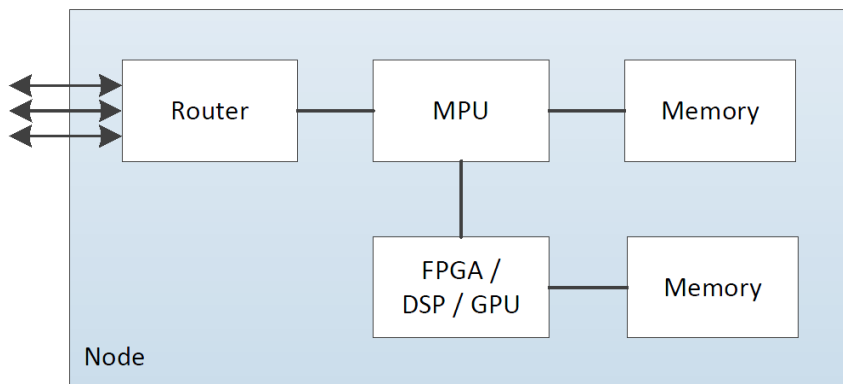 Router
MPU
Memory
FPGA /
DSP / GPU
Memory
Node